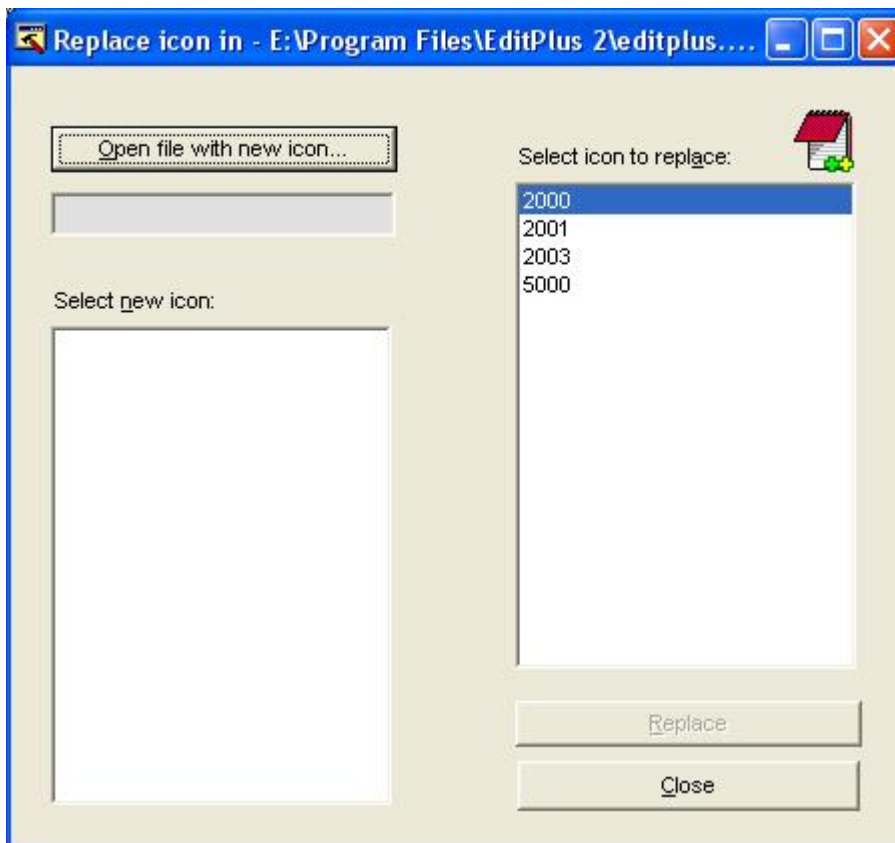 Replace icon in - E:\Program Files\EditPlus 2\editplus....
Open file with new icon...
Select new icon:
Select icon to replace:
2000
2001
2003
5000
Replace
Close